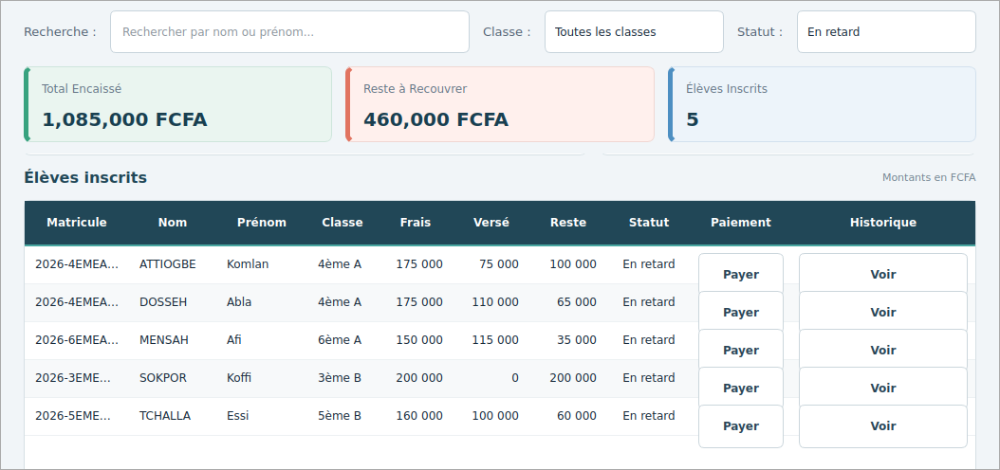 Recherche : Rechercher par nom ou prénom... Classe : Toutes les classes Statut : En retard
Total Encaissé Reste à Recouvrer Élèves Inscrits
1,085,000 FCFA 460,000 FCFA 5
Élèves inscrits Montants en FCFA
Matricule Nom Prénom Classe Frais Versé Reste Statut Paiement Historique
2026-4EMEA... ATTIOGBE Komlan 4ème A 175 000 75 000 100 000 En retard Payer Voir
2026-4EMEA... DOSSEH Abla 4ème A 175 000 110 000 65 000 En retard Payer Voir
2026-6EMEA... MENSAH Afi 6ème A 150 000 115 000 35 000 En retard Payer Voir
2026-3EME... SOKPOR Koffi 3ème B 200 000 0 200 000 En retard Payer Voir
2026-5EME... TCHALLA Essi 5ème B 160 000 100 000 60 000 En retard Payer Voir